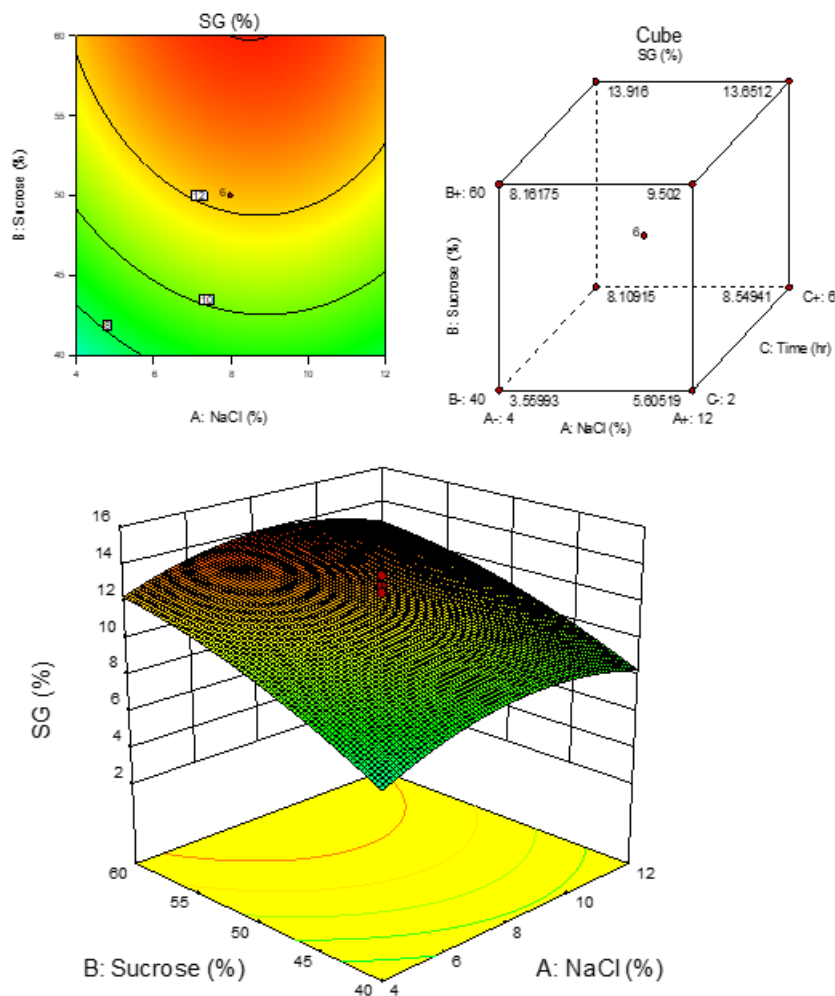 SG (%)
60
55
50
45
40
B: Sucrose (%)
12
6
10
8
4
6
8
10
12
A: NaCl (%)
Cube
SG (%)
13.916
13.6512
B+: 60
8.16175
9.502
6
B: Sucrose (%)
8.10915
8.54941
C+: 6
C: Time (hr)
B-: 40
3.55993
5.60519
C-: 2
A-: 4
A+: 12
A: NaCl (%)
16
14
12
10
8
6
4
2
SG (%)
60
55
50
45
40
B: Sucrose (%)
4
6
8
10
12
A: NaCl (%)